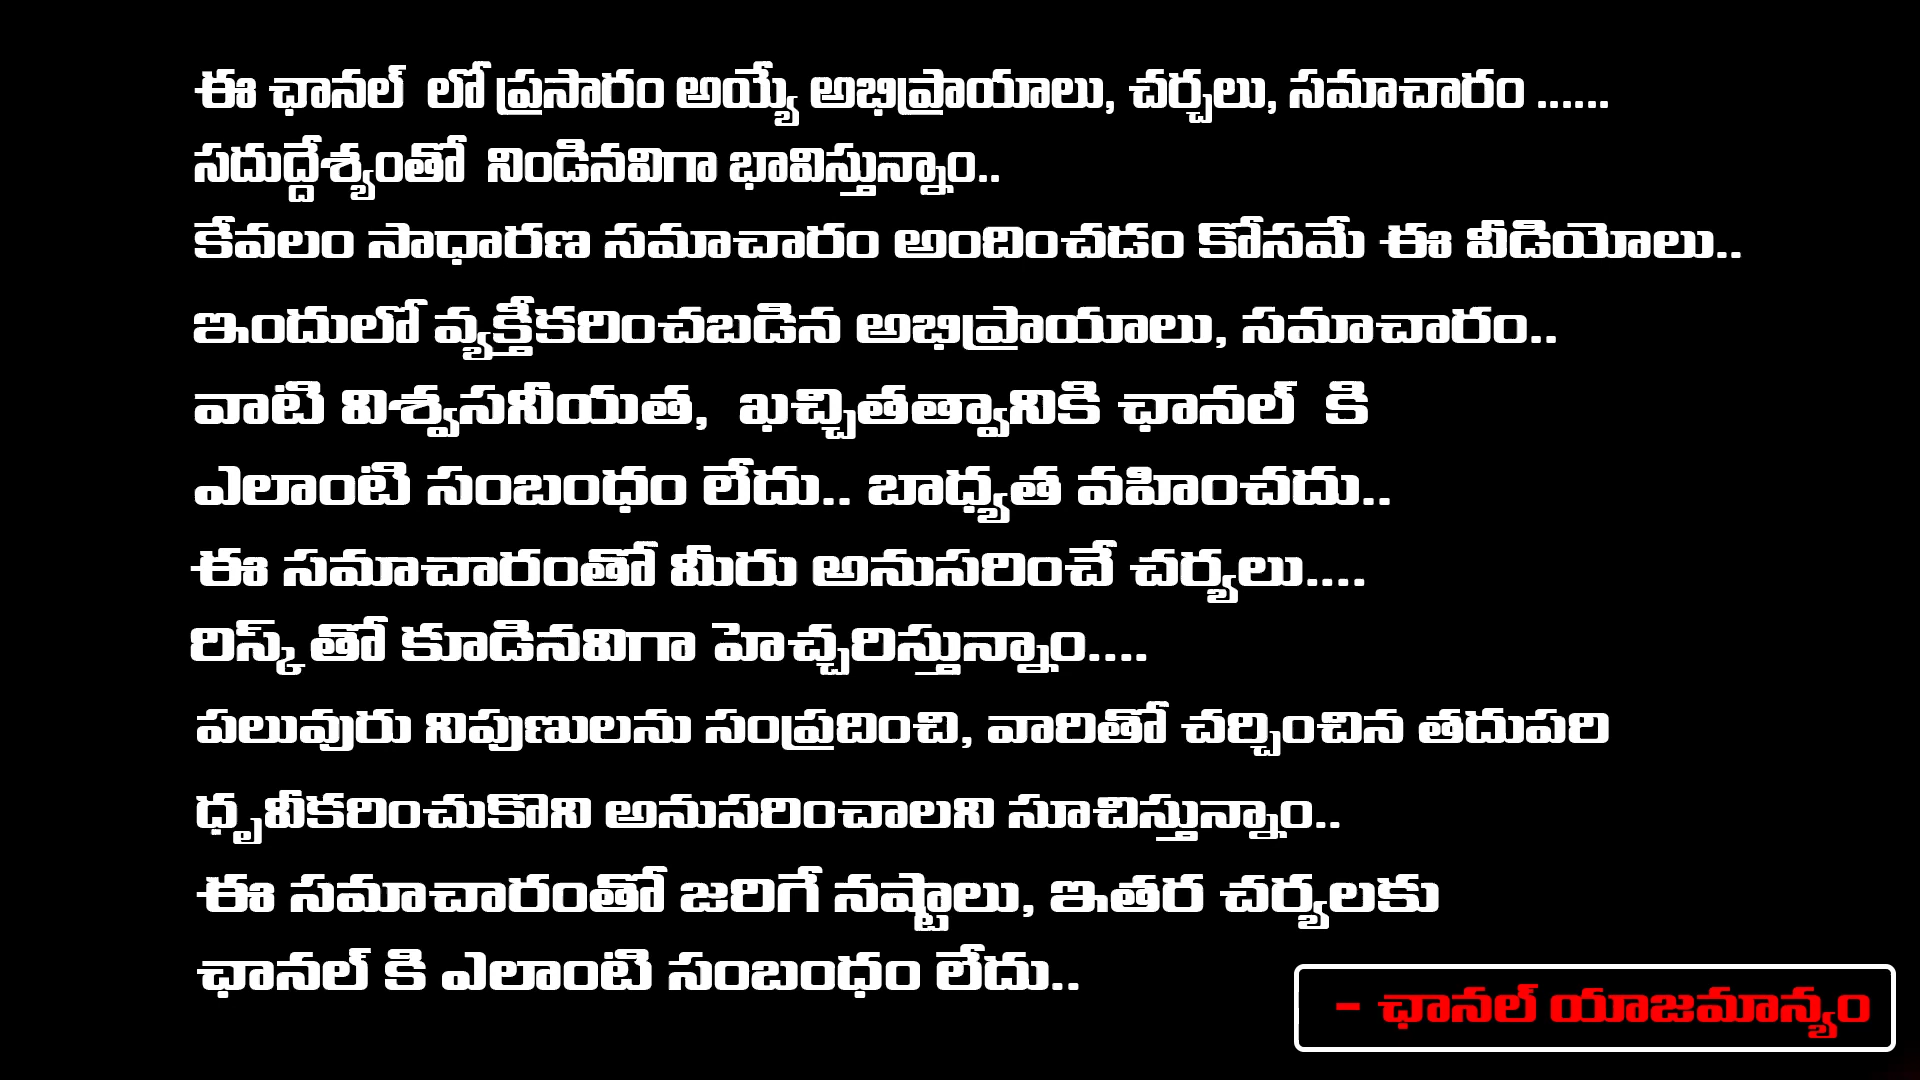 ఈ ఛానల్ లో ప్రసారం అయ్యే అభిప్రాయాలు, చర్చలు, సమాచారం ......
సదుద్దేశ్యంతో నిండినవిగా భావిస్తున్నాం..
కేవలం సాధారణ సమాచారం అందించడం కోసమే ఈ వీడియోలు..
ఇందులో వ్యక్తీకరించబడిన అభిప్రాయాలు, సమాచారం..
వాటి విశ్వసనీయత, ఖచ్చితత్వానికి ఛానల్ కి
ఎలాంటి సంబంధం లేదు.. బాధ్యత వహించదు..
ఈ సమాచారంతో మీరు అనుసరించే చర్యలు....
రిస్క్ తో కూడినవిగా హెచ్చరిస్తున్నాం....
పలువురు నిపుణులను సంప్రదించి, వారితో చర్చించిన తదుపరి
ధృవీకరించుకొని అనుసరించాలని సూచిస్తున్నాం..
ఈ సమాచారంతో జరిగే నష్టాలు, ఇతర చర్యలకు
ఛానల్ కి ఎలాంటి సంబంధం లేదు..
- ఛానల్ యాజమాన్యం